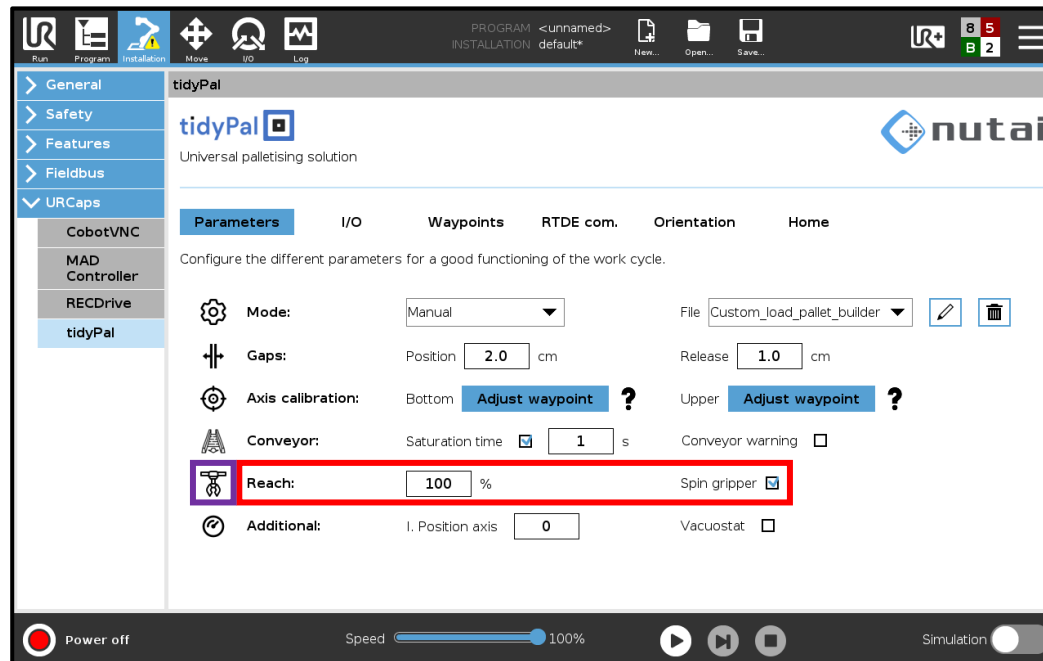 PROGRAM <unnamed>
INSTALLATION default*
Run Program Installation Move I/O Log New... Open... Save...
UR UR+ 8 5
B 2
General
Safety
Features
Fieldbus
URCaps
CobotVNC
MAD
Controller
RECDrive
tidyPal
tidyPal
tidyPal
nutai
Universal palletising solution
Parameters I/O Waypoints RTDE com. Orientation Home
Configure the different parameters for a good functioning of the work cycle.
Mode: Manual File Custom_load_pallet_builder
Gaps: Position 2.0 cm Release 1.0 cm
Axis calibration: Bottom Adjust waypoint ? Upper Adjust waypoint ?
Conveyor: Saturation time 1 s Conveyor warning
Reach: 100 % Spin gripper
Additional: I. Position axis 0 Vacuostat
Power off Speed 100% Simulation